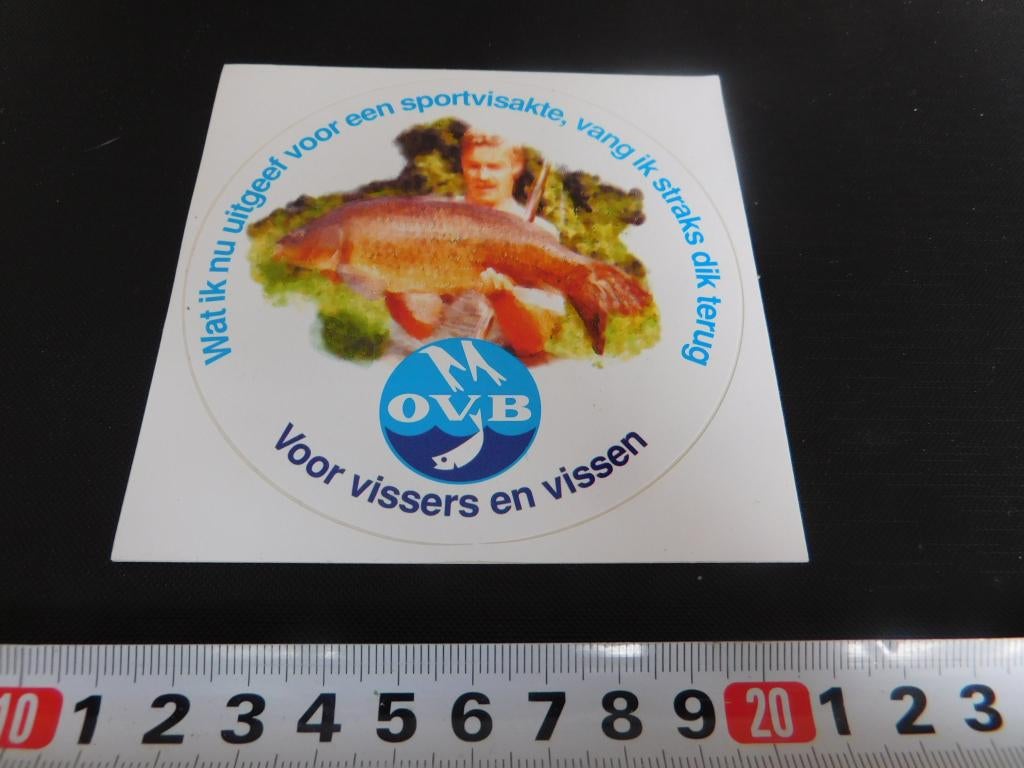 Wat ik nu uitgeef voor een sportvisakte, vang ik straks dik terug
OVB
Voor vissers en vissen
10 1 2 3 4 5 6 7 8 9 20 1 2 3